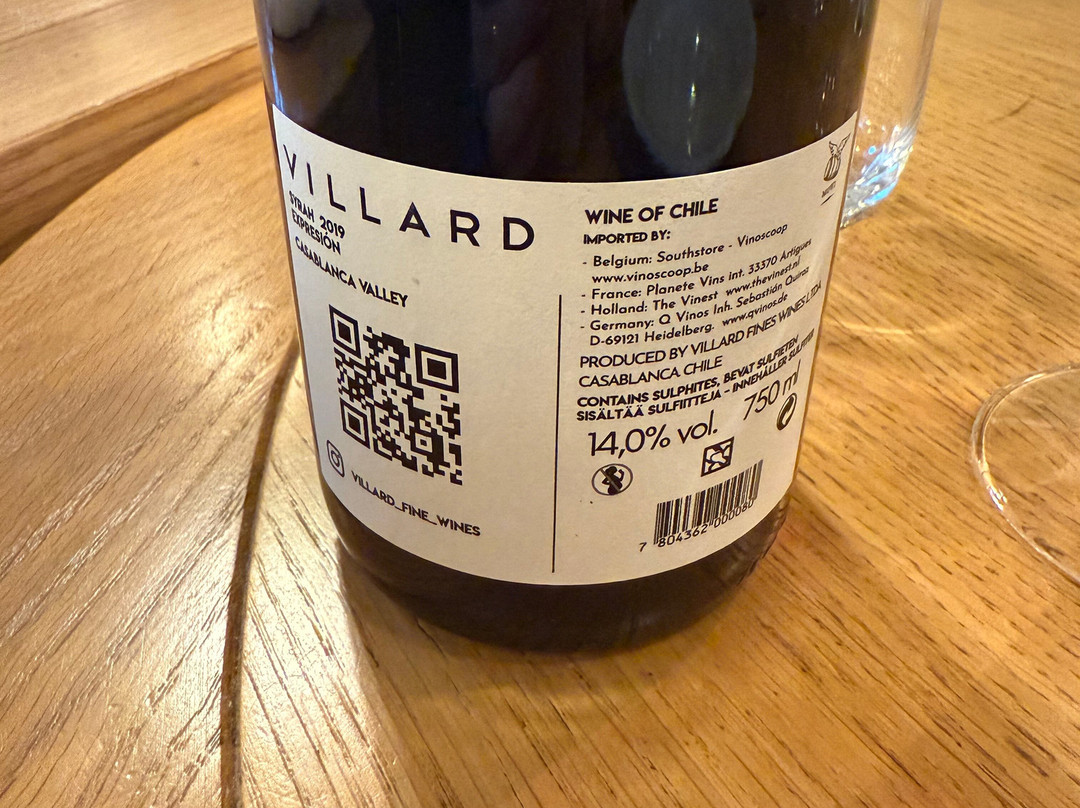 VILLARD
SYRAH 2019
EXPRESIÓN
CASABLANCA VALLEY
VILLARD_FINE_WINES
WINE OF CHILE
IMPORTED BY:
- Belgium: Southstore - Vinoscoop
www.vinoscoop.be
- France: Planete Vins int. 33370 Artigues
- Holland: The Vinest www.thevinest.nl
- Germany: Q Vinos Inh. Sebastián Quiroz
D-69121 Heidelberg. www.qvinos.de
PRODUCED BY VILLARD FINES WINES LTDA
CASABLANCA CHILE
CONTAINS SULPHITES, BEVAT SULFIETEN
SISÄLTÄÄ SULFIITTEJA - INNEHÅLLER SULFITER
14,0% vol. 750 ml
7 804362 000060